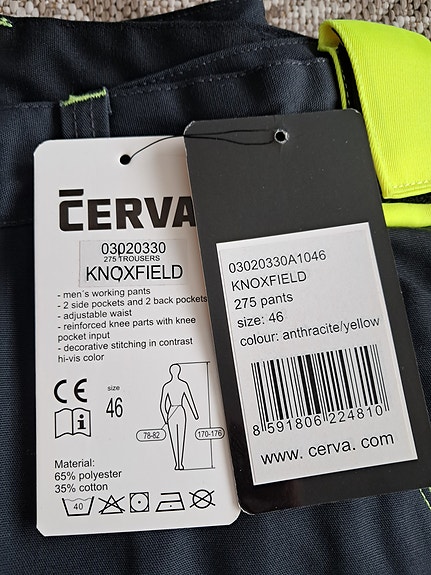 CERVA
03020330
275 TROUSERS
KNOXFIELD
- men´s working pants
- 2 side pockets and 2 back pockets
- adjustable waist
- reinforced knee parts with knee
pocket input
- decorative stitching in contrast
hi-vis color
CE
size
46
i
78-82
170-176
Material:
65% polyester
35% cotton
40
03020330A1046
KNOXFIELD
275 pants
size: 46
colour: anthracite/yellow
8 591806 224810
www. cerva. com